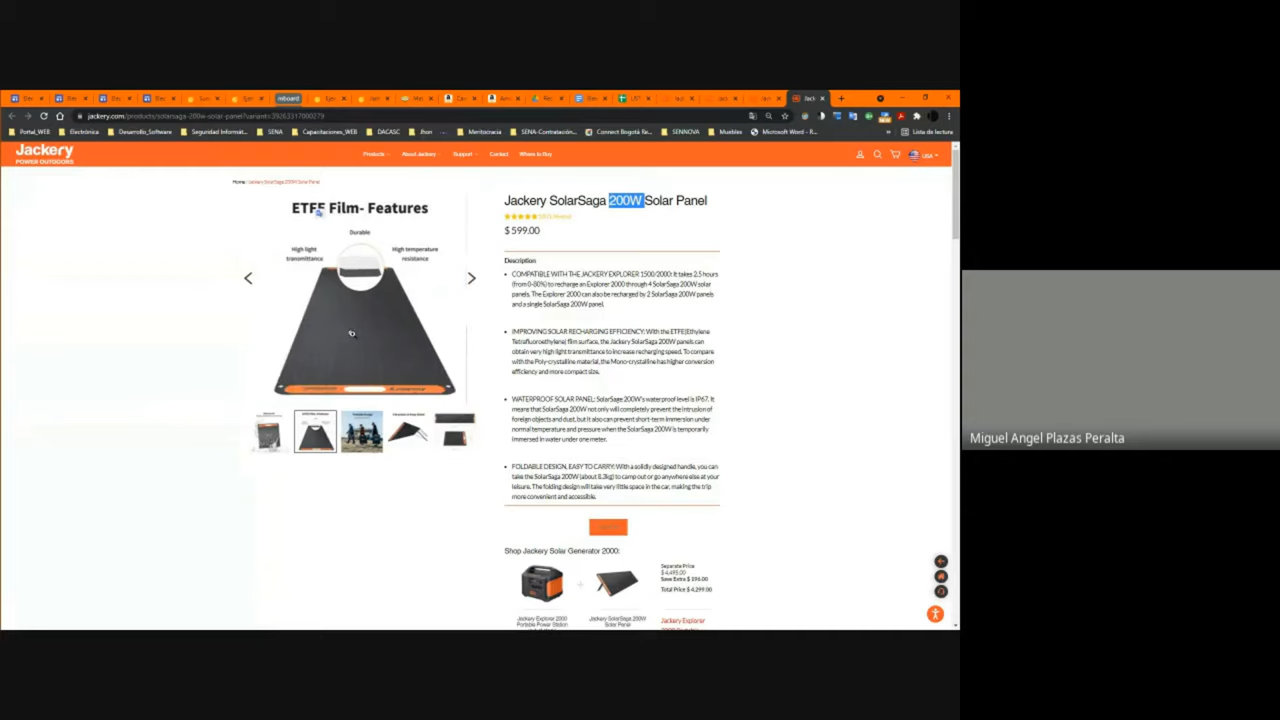 jackery.com/products/solarsaga-200w-solar-panel?variant=39263317000279
Portal_WEB Electrónica Desarrollo_Software Seguridad Informát... SENA Capacitaciones_WEB DACASC Jhon Meritocracia SENA-Contratación... Connect Bogotá Re... SENNOVA Muebles Microsoft Word - R... » Lista de lectura
Jackery
POWER OUTDOORS
Products About Jackery Support Contact Where to Buy
USA
Home / Jackery SolarSaga 200W Solar Panel
ETFE Film- Features
Durable
High light
transmittance
High temperature
resistance
Jackery SolarSaga 200W Solar Panel
$ 599.00
Description
• COMPATIBLE WITH THE JACKERY EXPLORER 1500/2000: It takes 2.5 hours
(from 0-80%) to recharge an Explorer 2000 through 4 SolarSaga 200W solar
panels. The Explorer 2000 can also be recharged by 2 SolarSaga 200W panels
and a single SolarSaga 200W panel.
• IMPROVING SOLAR RECHARGING EFFICIENCY: With the ETFE(Ethylene
Tetrafluoroethylene) film surface, the Jackery SolarSaga 200W panels can
obtain very high light transmittance to increase recharging speed. To compare
with the Poly-crystalline material, the Mono-crystalline has higher conversion
efficiency and more compact size.
• WATERPROOF SOLAR PANEL: SolarSaga 200W's waterproof level is IP67. It
means that SolarSaga 200W not only will completely prevent the intrusion of
foreign objects and dust, but it also can prevent short-term immersion under
normal temperature and pressure when the SolarSaga 200W is temporarily
immersed in water under one meter.
• FOLDABLE DESIGN, EASY TO CARRY: With a solidly designed handle, you can
take the SolarSaga 200W (about 8.3kg) to camp out or go anywhere else at your
leisure. The folding design will take very little space in the car, making the trip
more convenient and accessible.
Shop Jackery Solar Generator 2000:
Separate Price
$ 4,495.00
Save Extra $ 196.00
Total Price $ 4,299.00
Jackery Explorer 2000
Portable Power Station
Jackery SolarSaga 200W
Solar Panel
Jackery Explorer
Miguel Angel Plazas Peralta